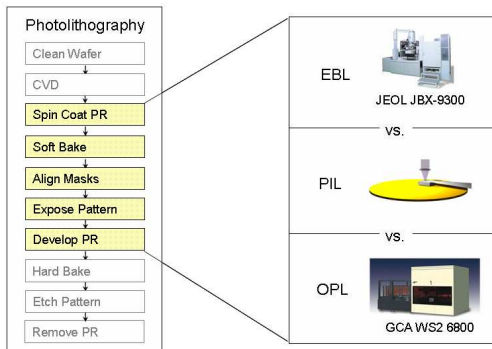 Photolithography
Clean Wafer
CVD
Spin Coat PR
Soft Bake
Align Masks
Expose Pattern
Develop PR
Hard Bake
Etch Pattern
Remove PR
EBL
JEOL JBX-9300
vs.
PIL
vs.
OPL
GCA WS2 6800